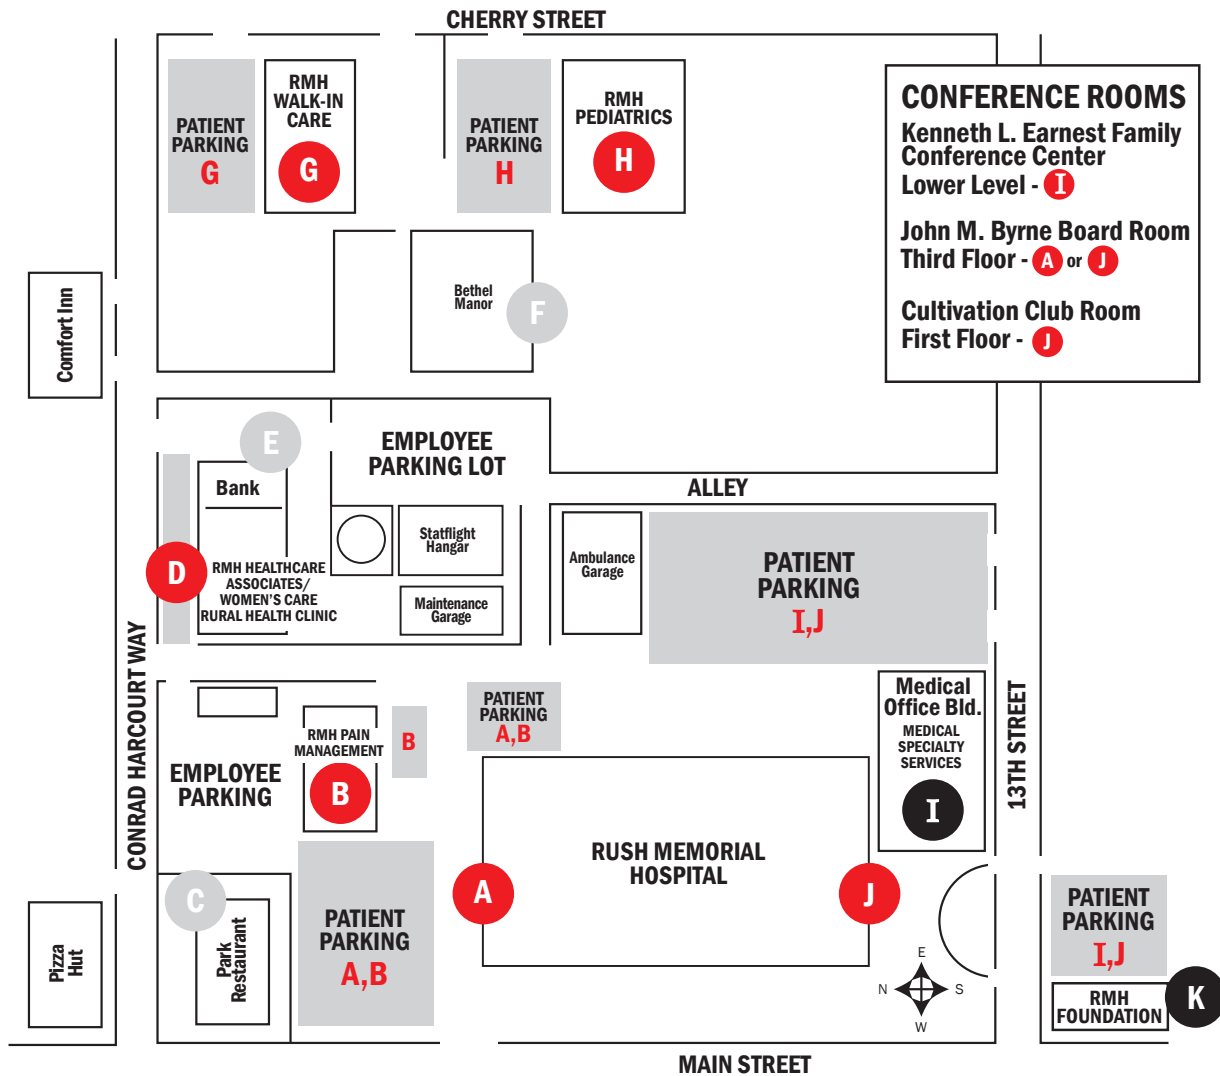 CHERRY STREET
RMH
WALK-IN
CARE
G
PATIENT
PARKING
G
PATIENT
PARKING
H
RMH
PEDIATRICS
H
CONFERENCE ROOMS
Kenneth L. Earnest Family
Conference Center
Lower Level - I
John M. Byrne Board Room
Third Floor - A or J
Cultivation Club Room
First Floor - J
Comfort Inn
Bethel
Manor
F
E
Bank
EMPLOYEE
PARKING LOT
ALLEY
D
RMH HEALTHCARE
ASSOCIATES/
WOMEN'S CARE
RURAL HEALTH CLINIC
Statflight
Hangar
Maintenance
Garage
Ambulance
Garage
PATIENT
PARKING
I,J
CONRAD HARCOURT WAY
RMH PAIN
MANAGEMENT
B
B
EMPLOYEE
PARKING
PATIENT
PARKING
A,B
Medical
Office Bld.
MEDICAL
SPECIALTY
SERVICES
I
13TH STREET
RUSH MEMORIAL
HOSPITAL
A
J
C
Park
Restaurant
PATIENT
PARKING
A,B
Pizza
Hut
E
N
S
W
PATIENT
PARKING
I,J
RMH
FOUNDATION
K
MAIN STREET